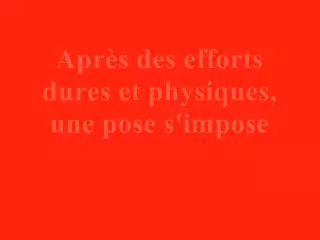 Après des efforts
dures et physiques,
une pose s'impose